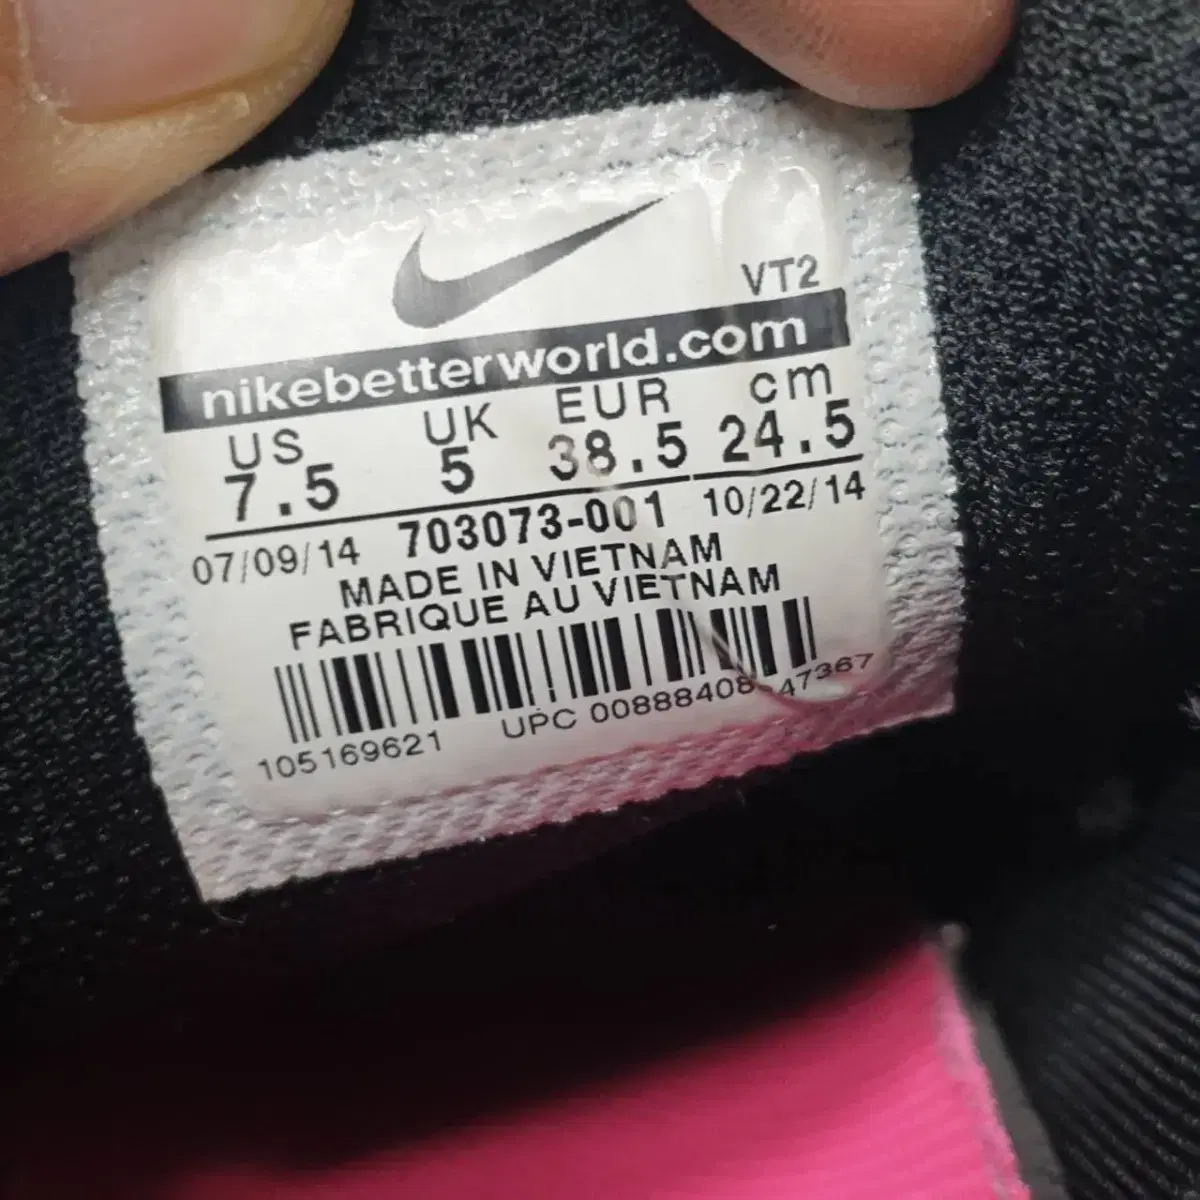 VT2
nikebetterworld.com
US UK EUR cm
7.5 5 38.5 24.5
07/09/14 703073-001 10/22/14
MADE IN VIETNAM
FABRIQUE AU VIETNAM
105169621 UPC 00888408-47367